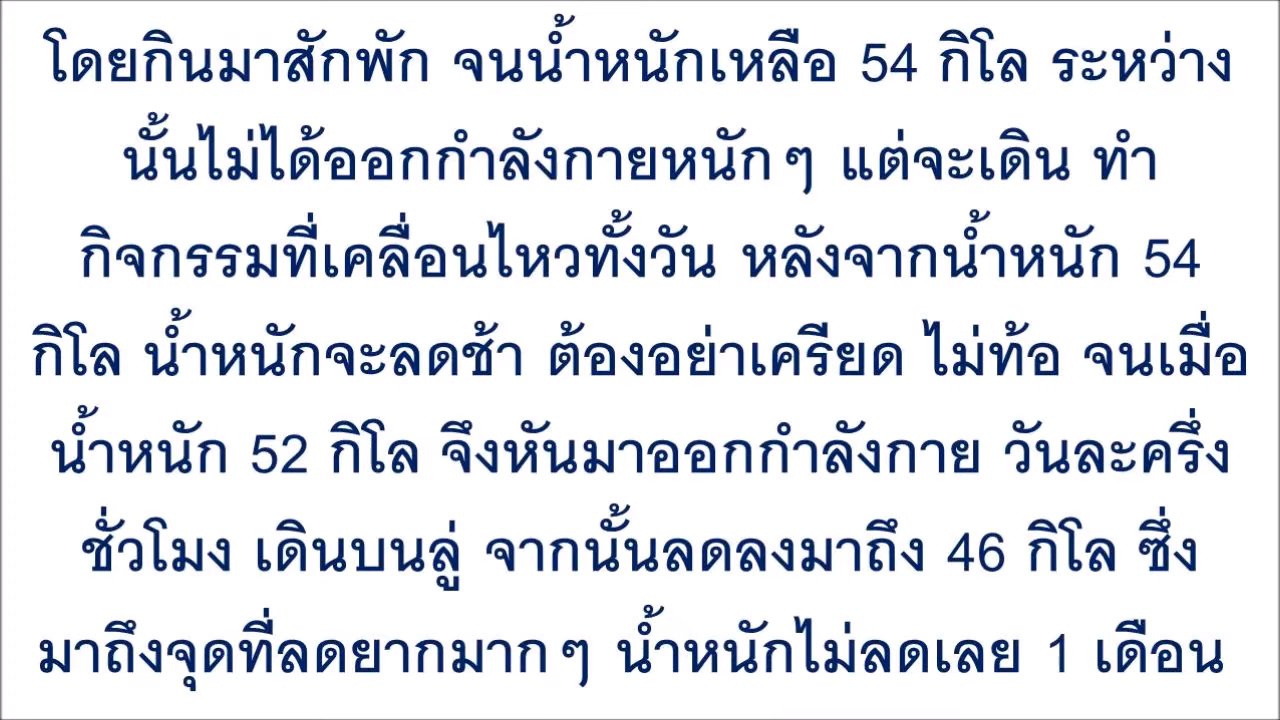 โดยกินมาสักพัก จนน้ำหนักเหลือ 54 กิโล ระหว่าง
นั้นไม่ได้ออกกำลังกายหนักๆ แต่จะเดิน ทำ
กิจกรรมที่เคลื่อนไหวทั้งวัน หลังจากน้ำหนัก 54
กิโล น้ำหนักจะลดช้า ต้องอย่าเครียด ไม่ท้อ จนเมื่อ
น้ำหนัก 52 กิโล จึงหันมาออกกำลังกาย วันละครึ่ง
ชั่วโมง เดินบนลู่ จากนั้นลดลงมาถึง 46 กิโล ซึ่ง
มาถึงจุดที่ลดยากมากๆ น้ำหนักไม่ลดเลย 1 เดือน